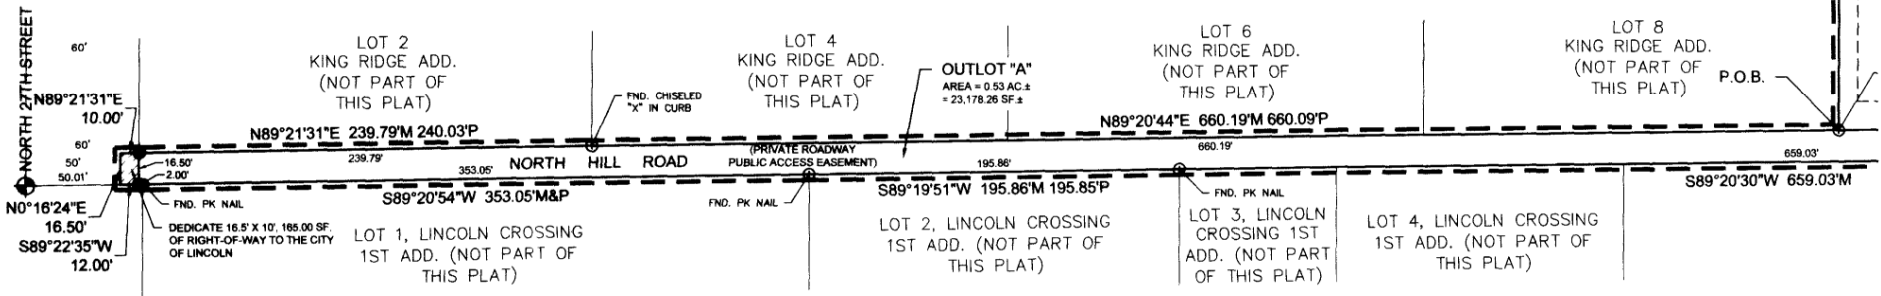 NORTH 27TH STREET
60'
LOT 2
KING RIDGE ADD.
(NOT PART OF
THIS PLAT)
LOT 4
KING RIDGE ADD.
(NOT PART OF
THIS PLAT)
OUTLOT "A"
AREA = 0.53 AC.±
= 23,178.26 SF.±
LOT 6
KING RIDGE ADD.
(NOT PART OF
THIS PLAT)
LOT 8
KING RIDGE ADD.
(NOT PART OF
THIS PLAT)
P.O.B.
N89°21'31"E
10.00'
FND. CHISELED
"X" IN CURB
N89°21'31"E 239.79'M 240.03'P
N89°20'44"E 660.19'M 660.09'P
60'
50'
50.01'
16.50'
2.00'
239.79'
353.05'
NORTH HILL ROAD
(PRIVATE ROADWAY
PUBLIC ACCESS EASEMENT)
195.86'
660.19'
659.03'
FND. PK NAIL
S89°20'54"W 353.05'M&P
FND. PK NAIL
S89°19'51"W 195.86'M 195.85'P
FND. PK NAIL
S89°20'30"W 659.03'M
N0°16'24"E
16.50'
S89°22'35"W
12.00'
DEDICATE 16.5' X 10', 165.00 SF.
OF RIGHT-OF-WAY TO THE CITY
OF LINCOLN
LOT 1, LINCOLN CROSSING
1ST ADD. (NOT PART OF
THIS PLAT)
LOT 2, LINCOLN CROSSING
1ST ADD. (NOT PART OF
THIS PLAT)
LOT 3, LINCOLN
CROSSING 1ST
ADD. (NOT PART
OF THIS PLAT)
LOT 4, LINCOLN CROSSING
1ST ADD. (NOT PART OF
THIS PLAT)